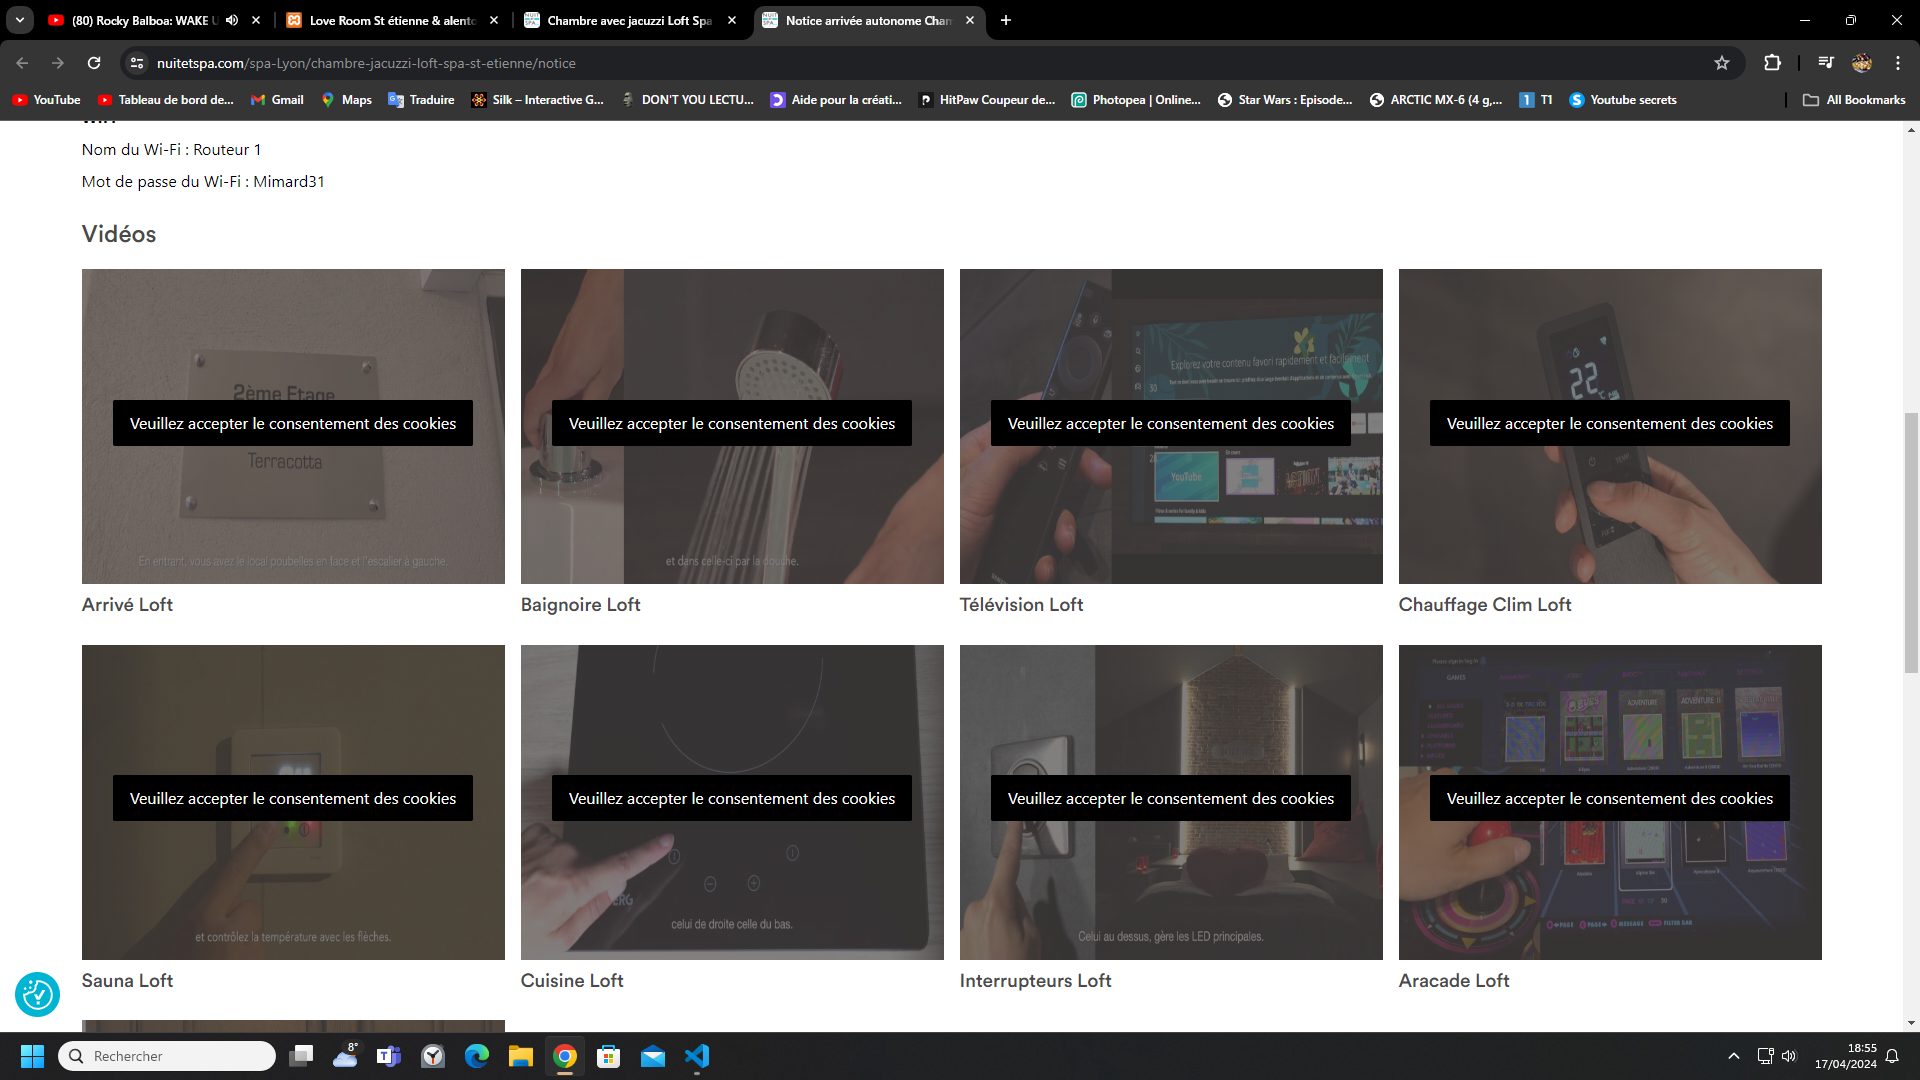 (80) Rocky Balboa: WAKE U
Love Room St étienne & alento
Chambre avec jacuzzi Loft Spa
Notice arrivée autonome Cham
nuitetspa.com/spa-Lyon/chambre-jacuzzi-loft-spa-st-etienne/notice
YouTube
Tableau de bord de...
Gmail
Maps
Traduire
Silk – Interactive G...
DON'T YOU LECTU...
Aide pour la créati...
HitPaw Coupeur de...
Photopea | Online...
Star Wars : Episode...
ARCTIC MX-6 (4 g,...
T1
Youtube secrets
All Bookmarks
Nom du Wi-Fi : Routeur 1
Mot de passe du Wi-Fi : Mimard31
Vidéos
2ème Etage
Veuillez accepter le consentement des cookies
Terracotta
En entrant, vous avez le local poubelles en face et l'escalier à gauche.
Veuillez accepter le consentement des cookies
et dans celle-ci par la douche.
Explorez votre contenu favori rapidement et facilement
Veuillez accepter le consentement des cookies
YouTube
22
Veuillez accepter le consentement des cookies
Arrivé Loft
Baignoire Loft
Télévision Loft
Chauffage Clim Loft
Veuillez accepter le consentement des cookies
et contrôlez la température avec les flèches.
Veuillez accepter le consentement des cookies
celui de droite celle du bas.
Veuillez accepter le consentement des cookies
Celui au dessus, gère les LED principales.
GAMES
ADVENTURE
ADVENTURE II
Veuillez accepter le consentement des cookies
Sauna Loft
Cuisine Loft
Interrupteurs Loft
Aracade Loft
Rechercher
8°
18:55
17/04/2024